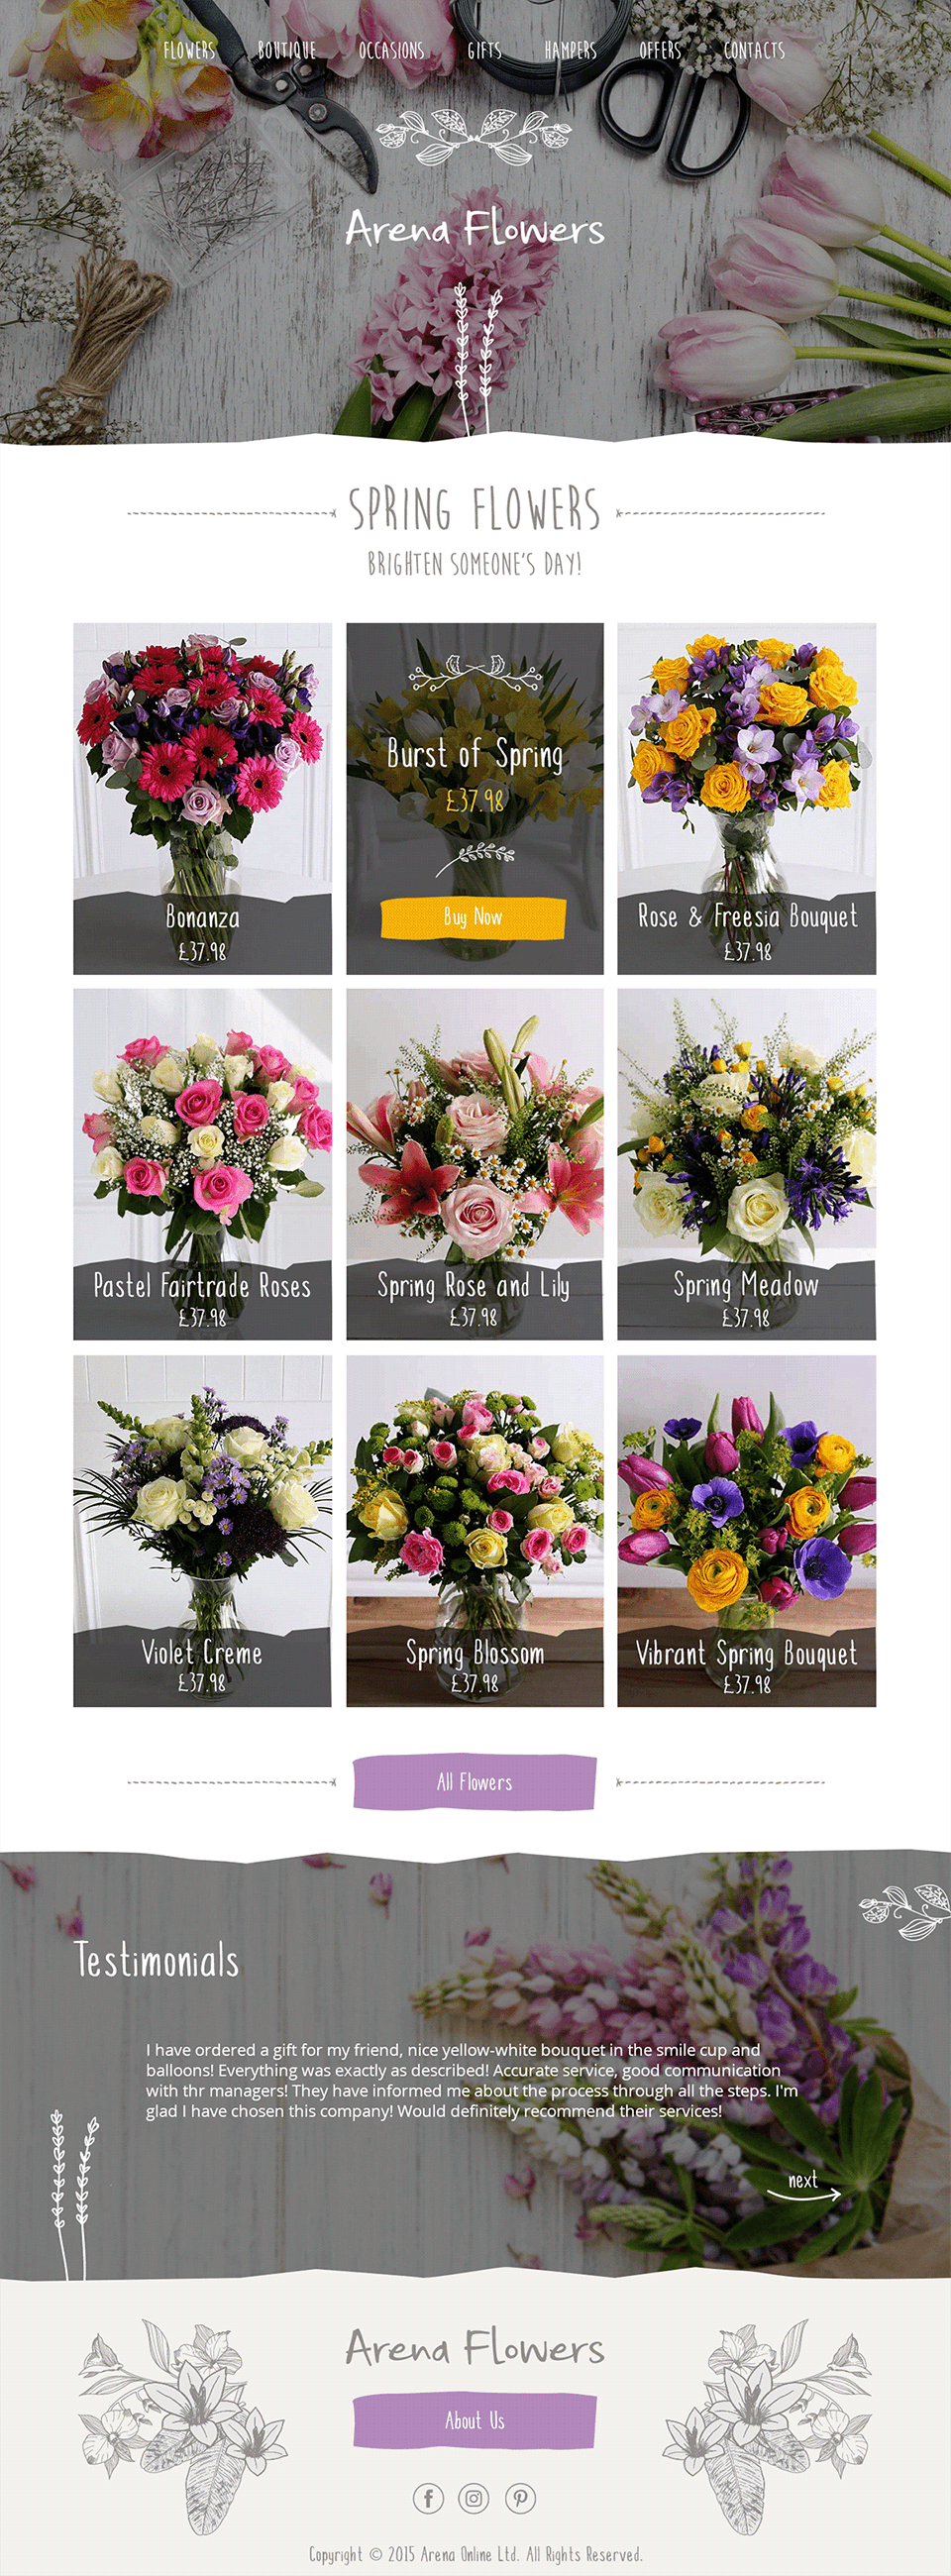 FLOWERS BOUTIQUE OCCASIONS GIFTS HAMPERS OFFERS CONTACTS
Arena Flowers
SPRING FLOWERS
BRIGHTEN SOMEONE'S DAY!
Bonanza
£37.98
Burst of Spring
£37.98
Buy Now
Rose & Freesia Bouquet
£37.98
Pastel Fairtrade Roses
£37.98
Spring Rose and Lily
£37.98
Spring Meadow
£37.98
Violet Creme
£37.98
Spring Blossom
£37.98
Vibrant Spring Bouquet
£37.98
All Flowers
Testimonials
I have ordered a gift for my friend, nice yellow-white bouquet in the smile cup and
balloons! Everything was exactly as described! Accurate service, good communication
with thr managers! They have informed me about the process through all the steps. I'm
glad I have chosen this company! Would definitely recommend their services!
next
Arena Flowers
About Us
Copyright © 2015 Arena Online Ltd. All Rights Reserved.